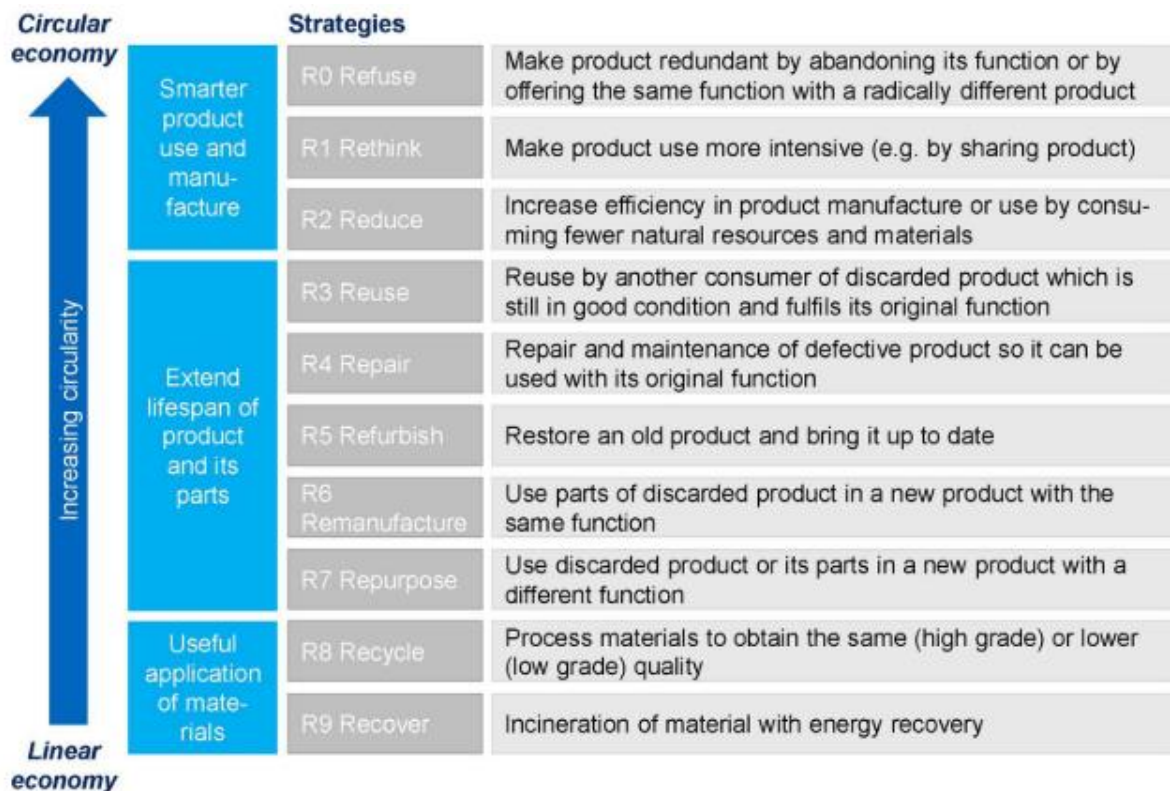 Circular
economy
Strategies
Increasing circularity
Smarter
product
use and
manu-
facture
R0 Refuse
Make product redundant by abandoning its function or by
offering the same function with a radically different product
R1 Rethink
Make product use more intensive (e.g. by sharing product)
R2 Reduce
Increase efficiency in product manufacture or use by consu-
ming fewer natural resources and materials
Extend
lifespan of
product
and its
parts
R3 Reuse
Reuse by another consumer of discarded product which is
still in good condition and fulfils its original function
R4 Repair
Repair and maintenance of defective product so it can be
used with its original function
R5 Refurbish
Restore an old product and bring it up to date
R6
Remanufacture
Use parts of discarded product in a new product with the
same function
R7 Repurpose
Use discarded product or its parts in a new product with a
different function
Useful
application
of mate-
rials
R8 Recycle
Process materials to obtain the same (high grade) or lower
(low grade) quality
R9 Recover
Incineration of material with energy recovery
Linear
economy